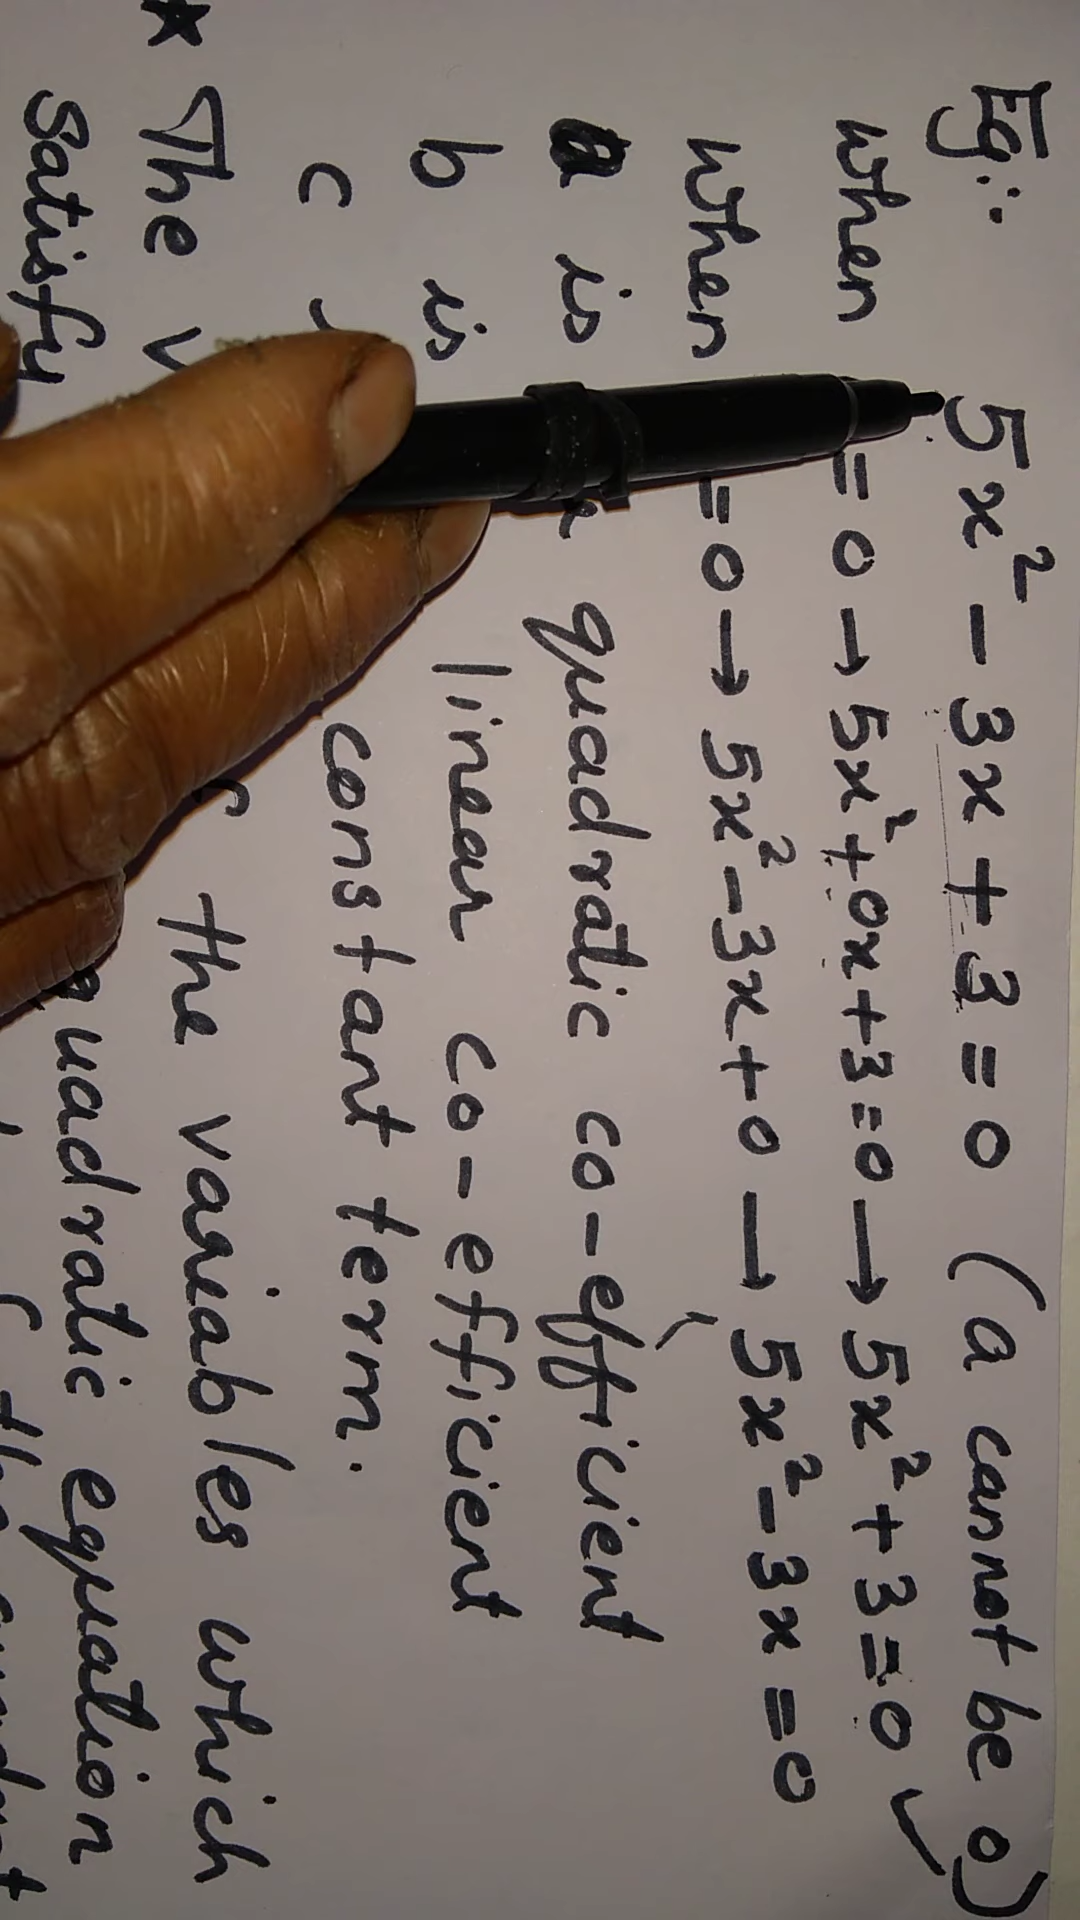 Eg:- 5x² - 3x + 3 = 0 (a cannot be 0)
When = 0 → 5x² + 0x + 3 = 0 → 5x² + 3 = 0 ✓
When = 0 → 5x² - 3x + 0 → 5x² - 3x = 0
a is quadratic co-efficient
b is linear co-efficient
c constant term.
★ The the variables which
satisfy quadratic equation